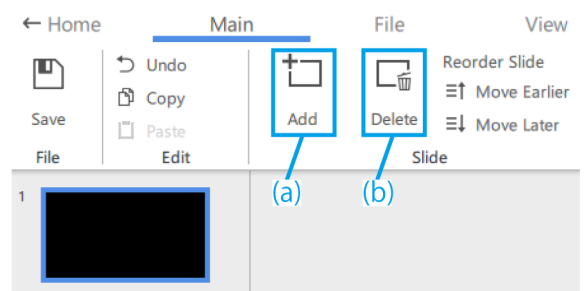 ← Home Main File View
Undo
Reorder Slide
Copy
Move Earlier
Save
Add
Delete
Paste
Move Later
File
Edit
Slide
(a)
(b)
1